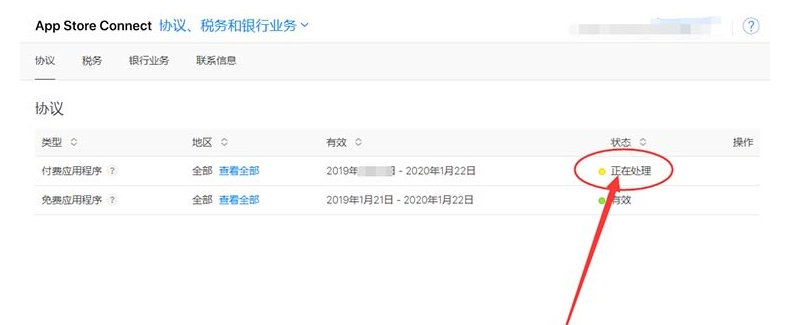 App Store Connect 协议、税务和银行业务 ?
协议 税务 银行业务 联系信息
协议
类型 地区 有效 状态 操作
付费应用程序 ? 全部 查看全部 2019年 日 - 2020年1月22日 正在处理
免费应用程序 ? 全部 查看全部 2019年1月21日 - 2020年1月22日 有效